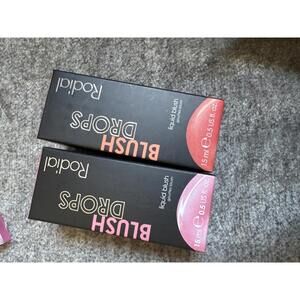 Rodial
BLUSH
DROPS
liquid blush
15 ml e 0.5 US fl. oz.
Rodial
BLUSH
DROPS
liquid blush
15 ml e 0.5 US fl. oz.